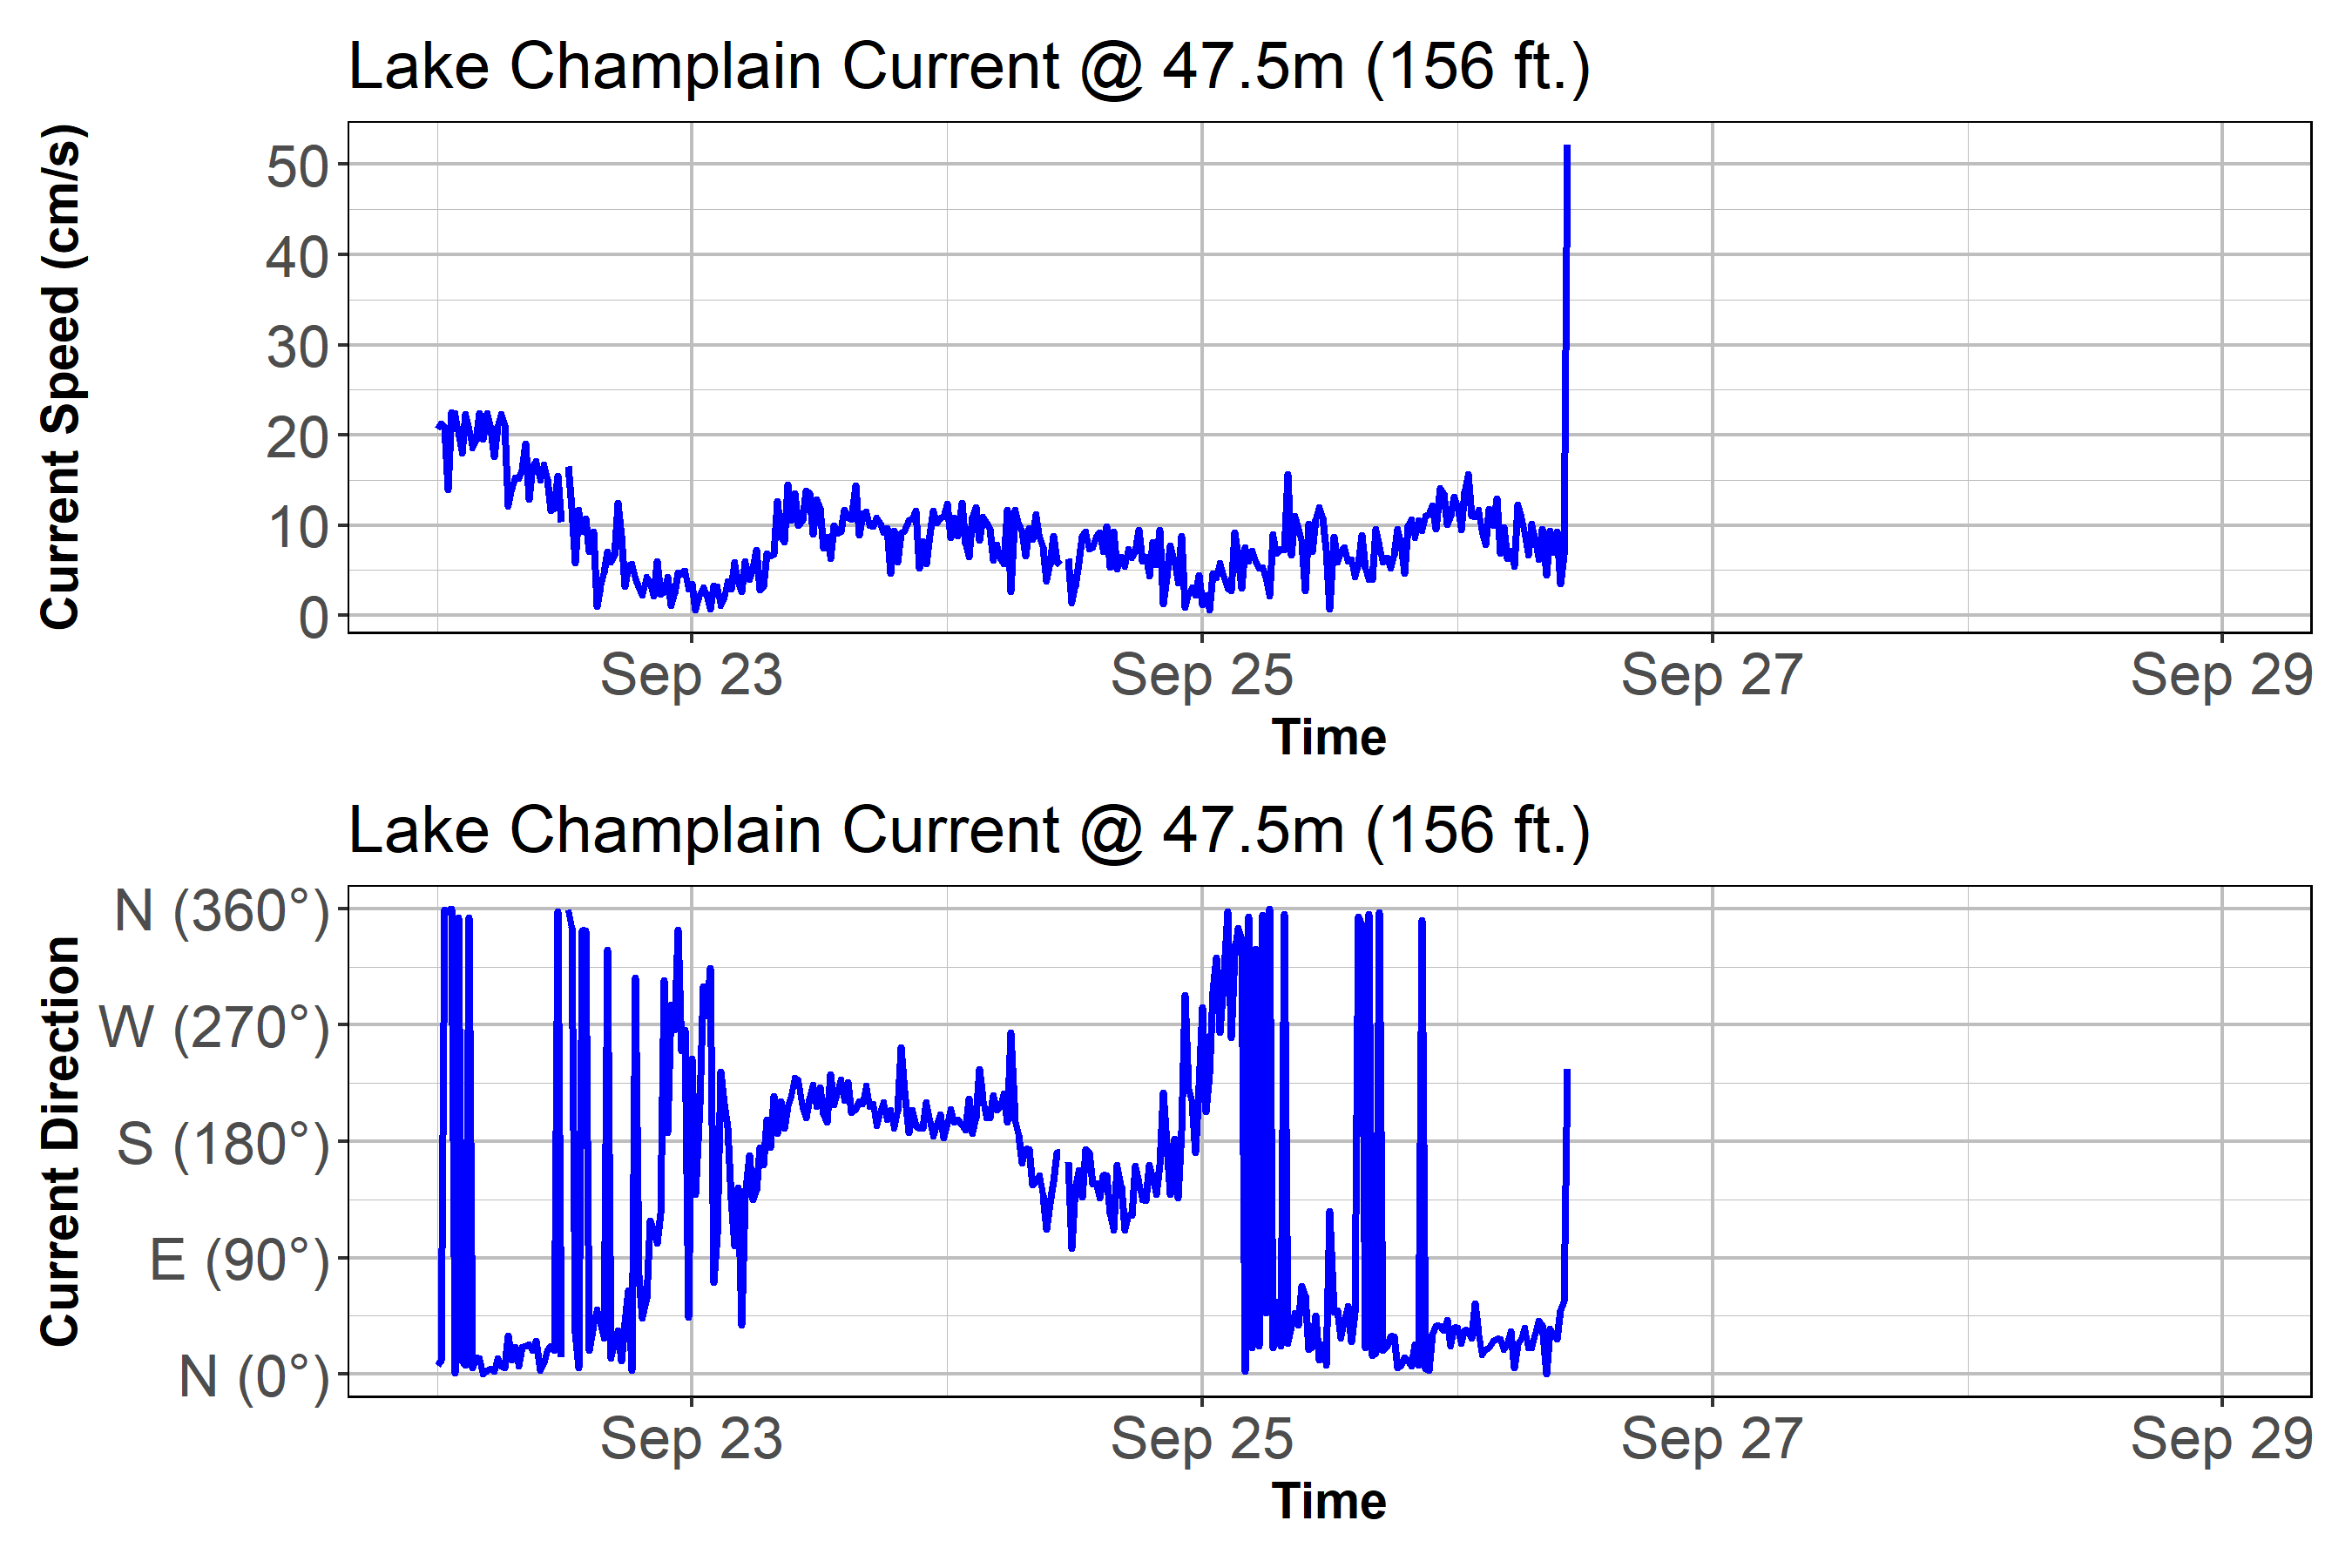 Lake Champlain Current @ 47.5m (156 ft.)
Current Speed (cm/s)
50
40
30
20
10
0
Sep 23 Sep 25 Sep 27 Sep 29
Time
Lake Champlain Current @ 47.5m (156 ft.)
Current Direction
N (360°)
W (270°)
S (180°)
E (90°)
N (0°)
Sep 23 Sep 25 Sep 27 Sep 29
Time